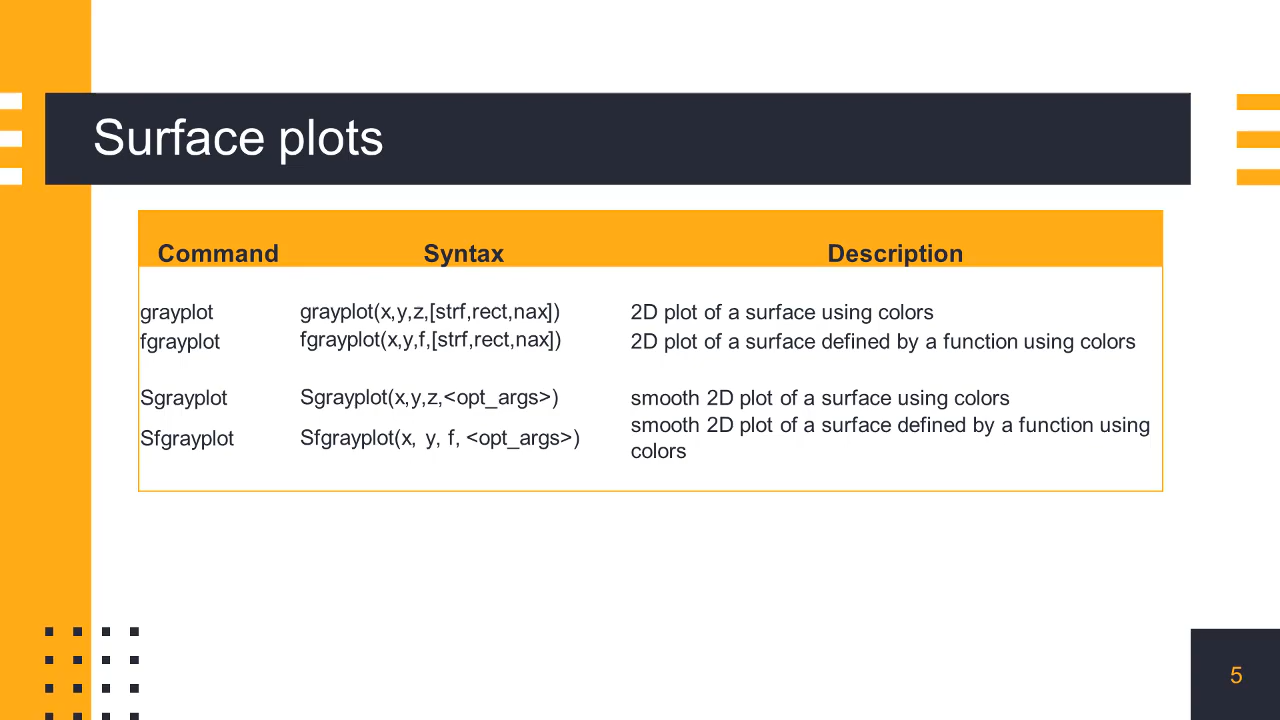 Surface plots
Command Syntax Description
grayplot grayplot(x,y,z,[strf,rect,nax]) 2D plot of a surface using colors
fgrayplot fgrayplot(x,y,f,[strf,rect,nax]) 2D plot of a surface defined by a function using colors
Sgrayplot Sgrayplot(x,y,z,<opt_args>) smooth 2D plot of a surface using colors
Sfgrayplot Sfgrayplot(x, y, f, <opt_args>) smooth 2D plot of a surface defined by a function using
colors
5